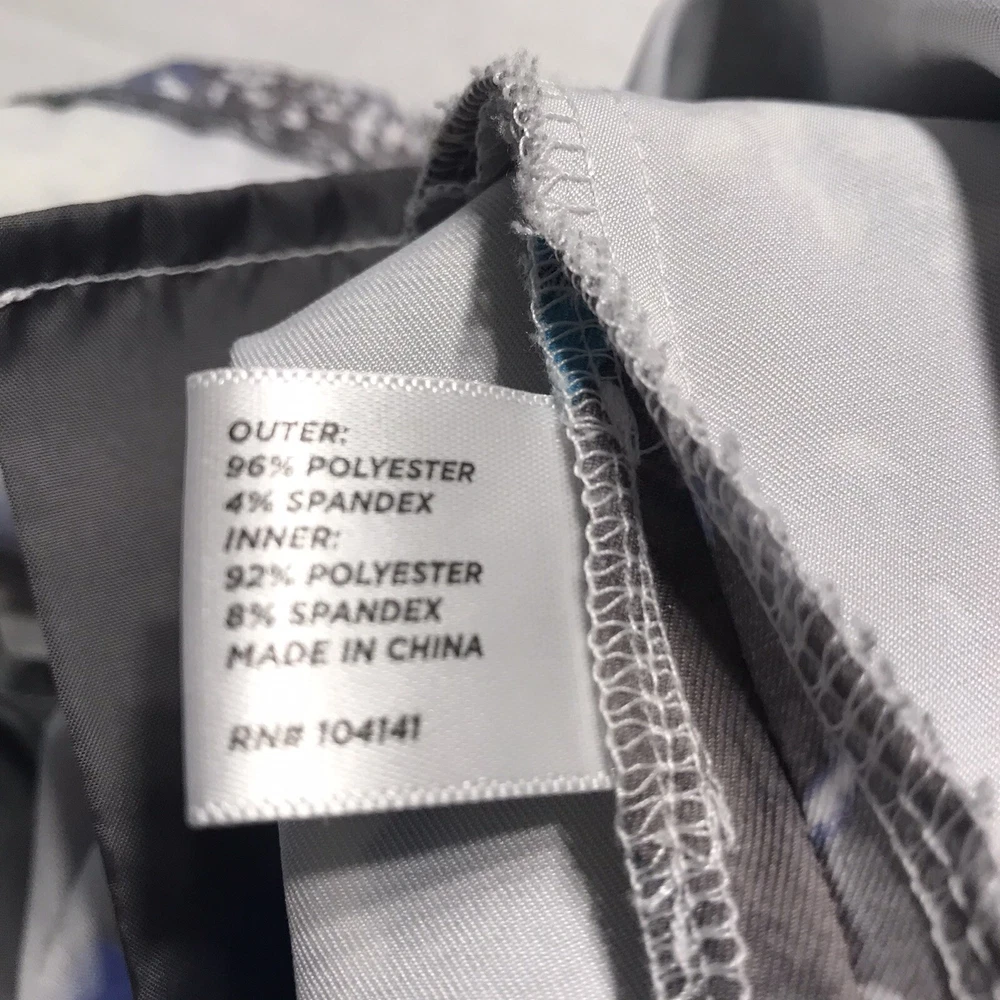 OUTER:
96% POLYESTER
4% SPANDEX
INNER:
92% POLYESTER
8% SPANDEX
MADE IN CHINA
RN# 104141